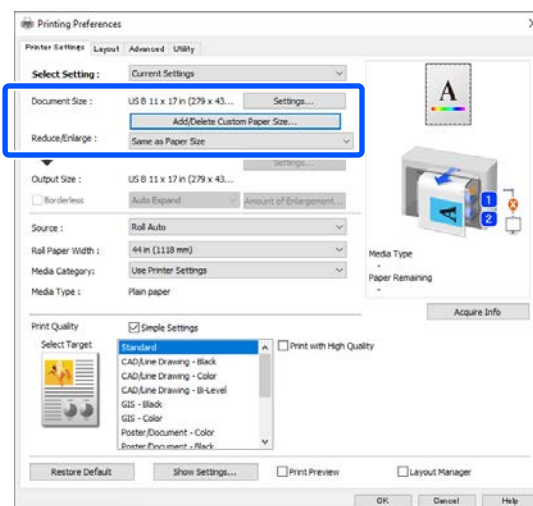 Printing Preferences
Printer Settings Layout Advanced Utility
Select Setting : Current Settings
Document Size : US B 11 x 17 in (279 x 43... Settings...
Add/Delete Custom Paper Size...
Reduce/Enlarge : Same as Paper Size
Settings...
Output Size : US B 11 x 17 in (279 x 43...
Borderless Auto Expand Amount of Enlargement...
Source : Roll Auto
Roll Paper Width : 44 in (1118 mm)
Media Category: Use Printer Settings
Media Type : Plain paper
A
A
1
2
Media Type
-
Paper Remaining
-
Acquire Info
Print Quality Simple Settings
Select Target Standard Print with High Quality
CAD/Line Drawing - Black
CAD/Line Drawing - Color
CAD/Line Drawing - Bi-Level
GIS - Black
GIS - Color
Poster/Document - Color
Poster/Document - Black
Restore Default Show Settings... Print Preview Layout Manager
OK Cancel Help